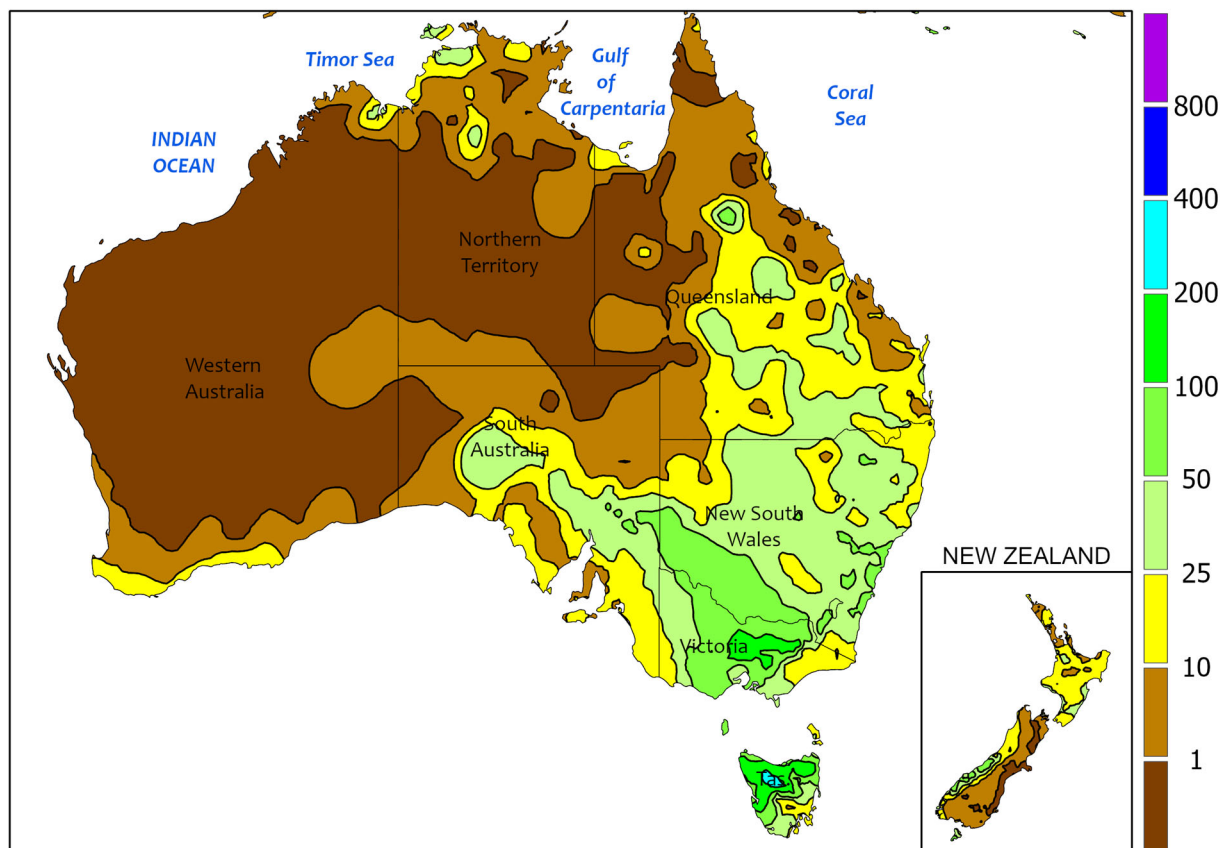 Timor Sea
Gulf
of
Carpentaria
Coral
Sea
INDIAN
OCEAN
Northern
Territory
Queensland
Western
Australia
South
Australia
New South
Wales
Victoria
Tas
NEW ZEALAND
800
400
200
100
50
25
10
1